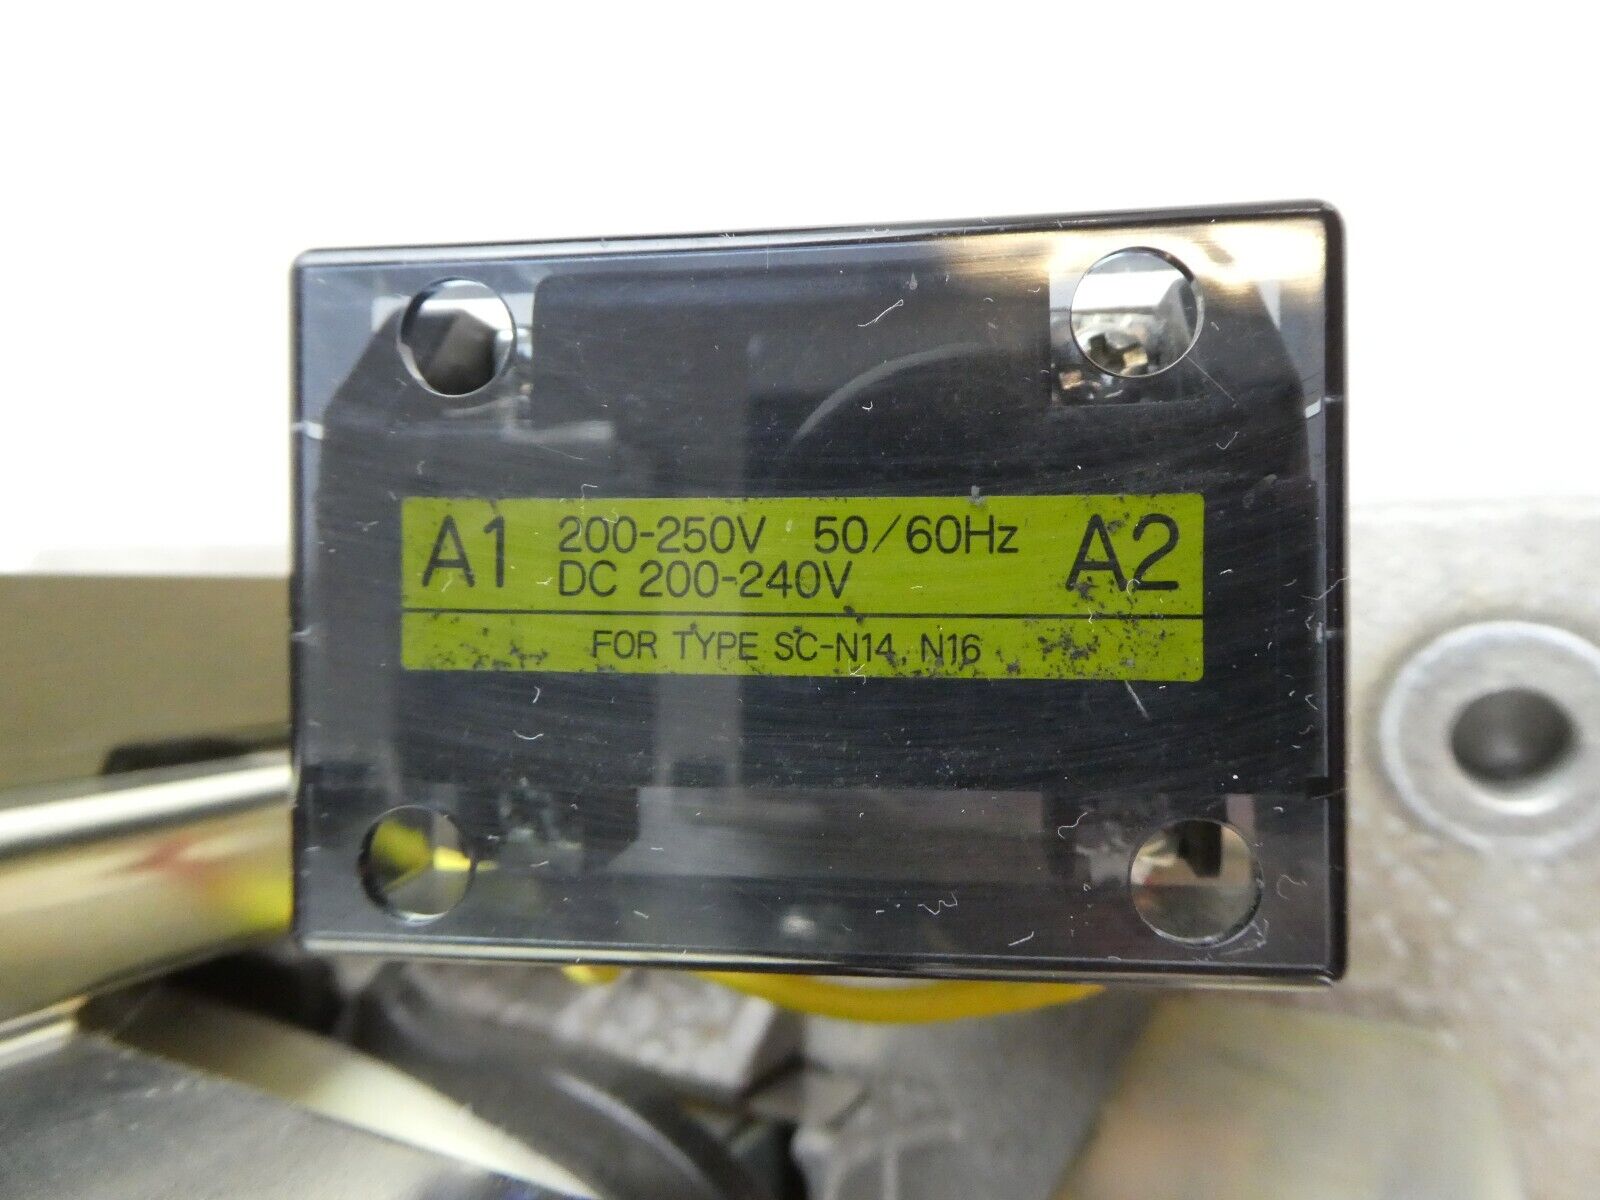 A1 200-250V 50/60Hz A2
DC 200-240V
FOR TYPE SC-N14, N16